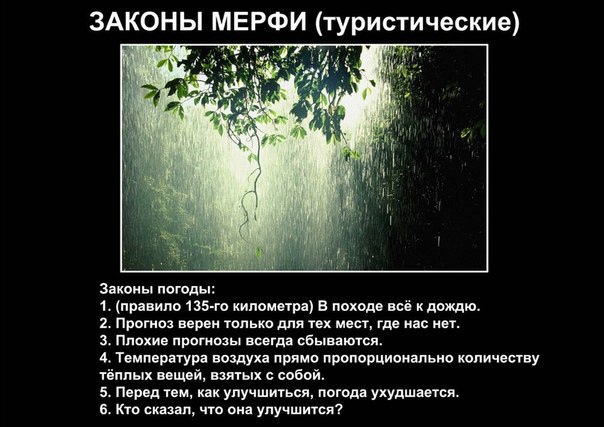 ЗАКОНЫ МЕРФИ (туристические)
Законы погоды:
1. (правило 135-го километра) В походе всё к дождю.
2. Прогноз верен только для тех мест, где нас нет.
3. Плохие прогнозы всегда сбываются.
4. Температура воздуха прямо пропорционально количеству
тёплых вещей, взятых с собой.
5. Перед тем, как улучшиться, погода ухудшается.
6. Кто сказал, что она улучшится?